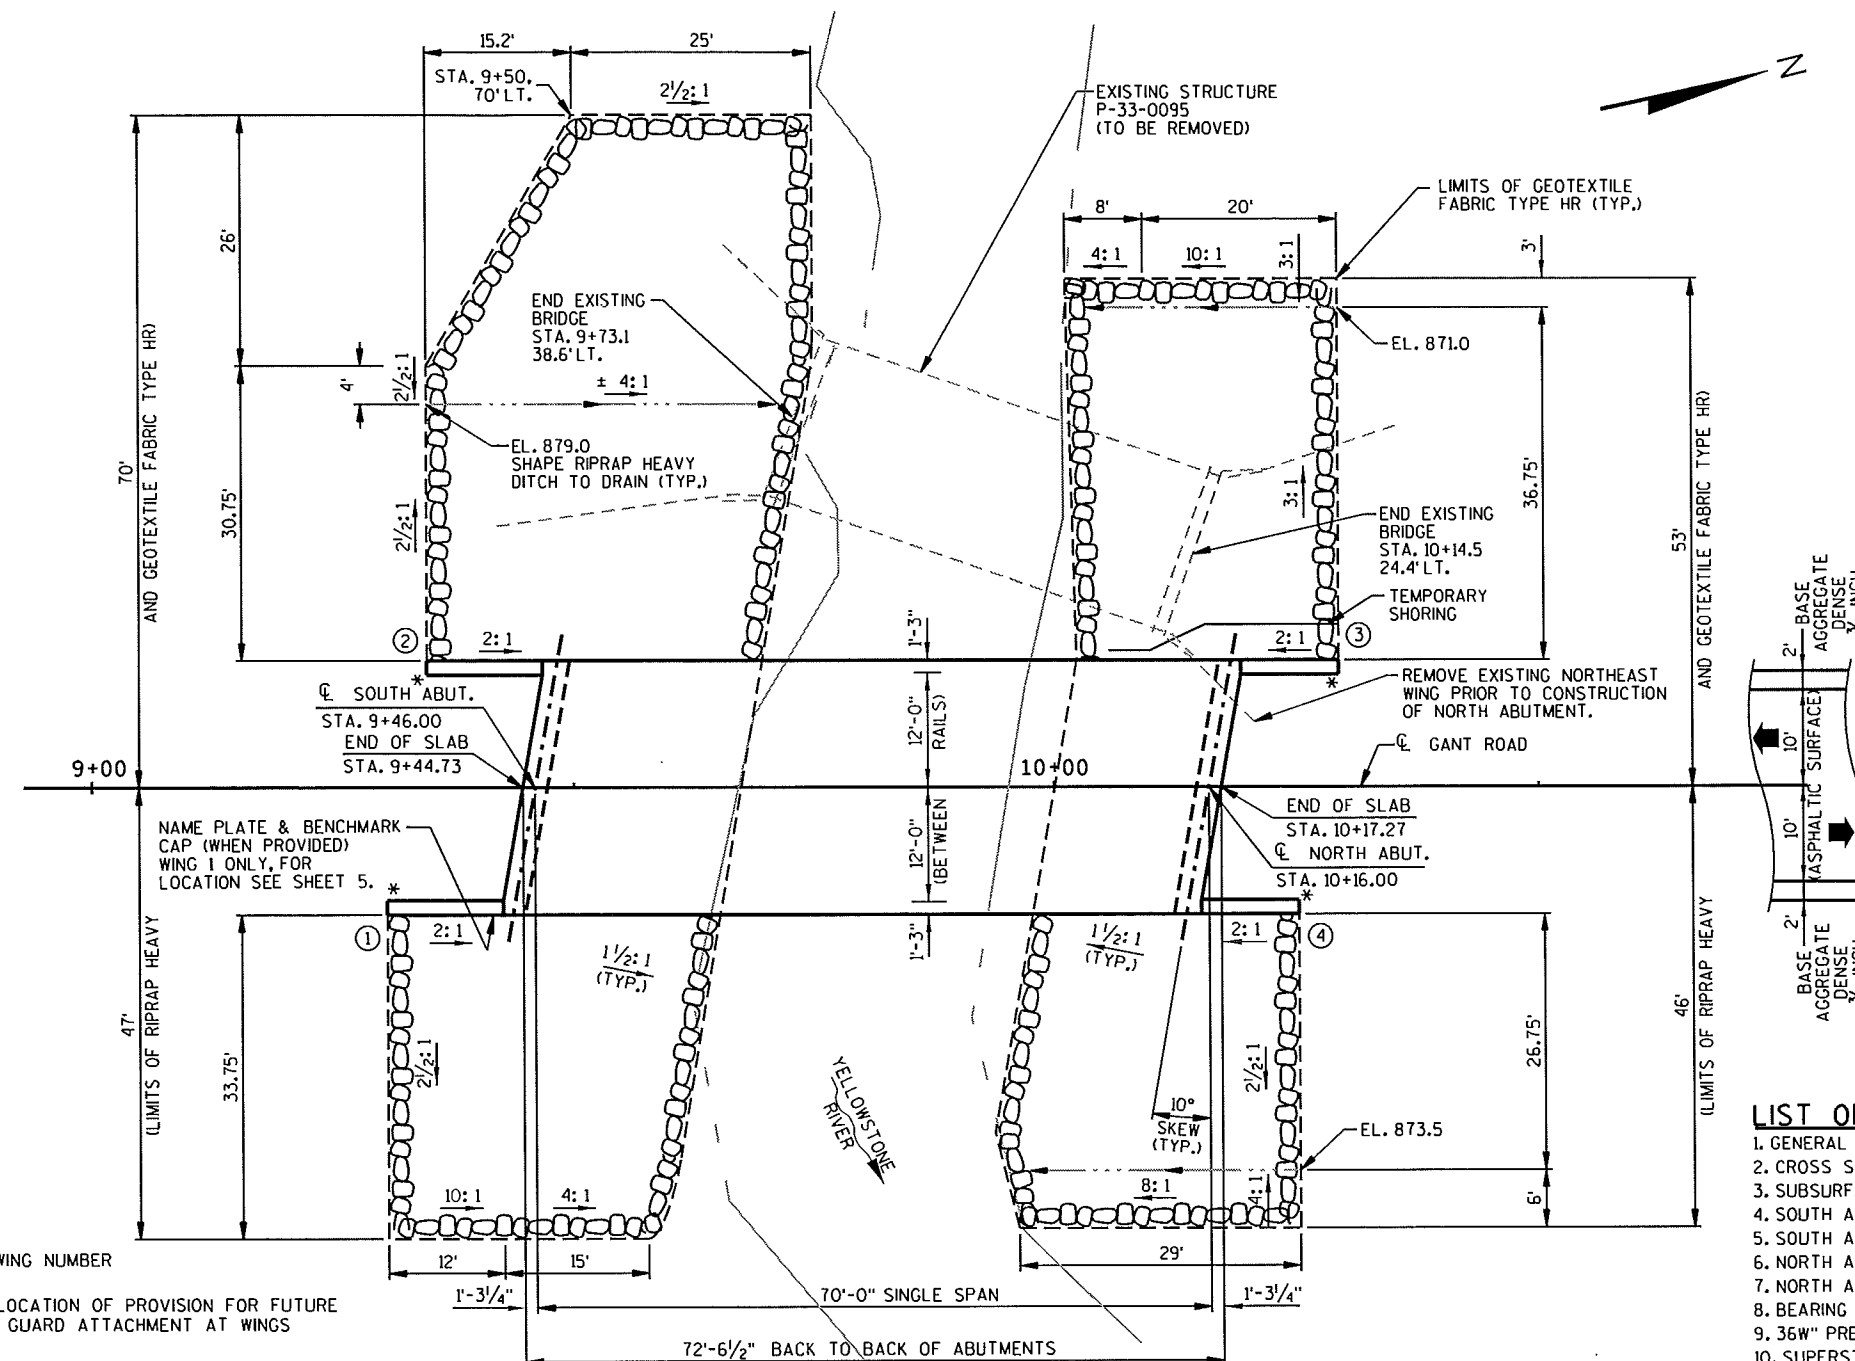 15.2'
25'
STA. 9+50,
70' LT.
2½:1
EXISTING STRUCTURE
P-33-0095
(TO BE REMOVED)
N
LIMITS OF GEOTEXTILE
FABRIC TYPE HR (TYP.)
8'
20'
4:1
10:1
3:1
3'
26'
END EXISTING
BRIDGE
STA. 9+73.1
38.6' LT.
EL. 871.0
4'
2½:1
± 4:1
70'
AND GEOTEXTILE FABRIC TYPE HR)
EL. 879.0
SHAPE RIPRAP HEAVY
DITCH TO DRAIN (TYP.)
30.75'
2½:1
3:1
36.75'
53'
AND GEOTEXTILE FABRIC TYPE HR)
END EXISTING
BRIDGE
STA. 10+14.5
24.4' LT.
TEMPORARY
SHORING
2
2:1
1'-3"
2:1
3
*
*
REMOVE EXISTING NORTHEAST
WING PRIOR TO CONSTRUCTION
OF NORTH ABUTMENT.
℄ SOUTH ABUT.
STA. 9+46.00
END OF SLAB
STA. 9+44.73
12'-0"
RAILS)
℄ GANT ROAD
9+00
10+00
2'
BASE
AGGREGATE
DENSE
10'
10'
(ASPHALTIC SURFACE)
2'
BASE
AGGREGATE
DENSE
NAME PLATE & BENCHMARK
CAP (WHEN PROVIDED)
WING 1 ONLY, FOR
LOCATION SEE SHEET 5.
12'-0"
(BETWEEN
END OF SLAB
STA. 10+17.27
℄ NORTH ABUT.
STA. 10+16.00
*
*
1
2:1
1½:1
(TYP.)
1'-3"
1½:1
(TYP.)
2:1
4
47'
(LIMITS OF RIPRAP HEAVY
33.75'
2½:1
YELLOWSTONE
RIVER
10°
SKEW
(TYP.)
2½:1
26.75'
46'
(LIMITS OF RIPRAP HEAVY
EL. 873.5
10:1
4:1
8:1
4:1
6'
12'
15'
29'
1'-3¼"
70'-0" SINGLE SPAN
1'-3¼"
72'-6½" BACK TO BACK OF ABUTMENTS
WING NUMBER
LOCATION OF PROVISION FOR FUTURE
GUARD ATTACHMENT AT WINGS
LIST O
1. GENERAL
2. CROSS S
3. SUBSURF
4. SOUTH A
5. SOUTH A
6. NORTH A
7. NORTH A
8. BEARING
9. 36W" PRE
10. SUPERST